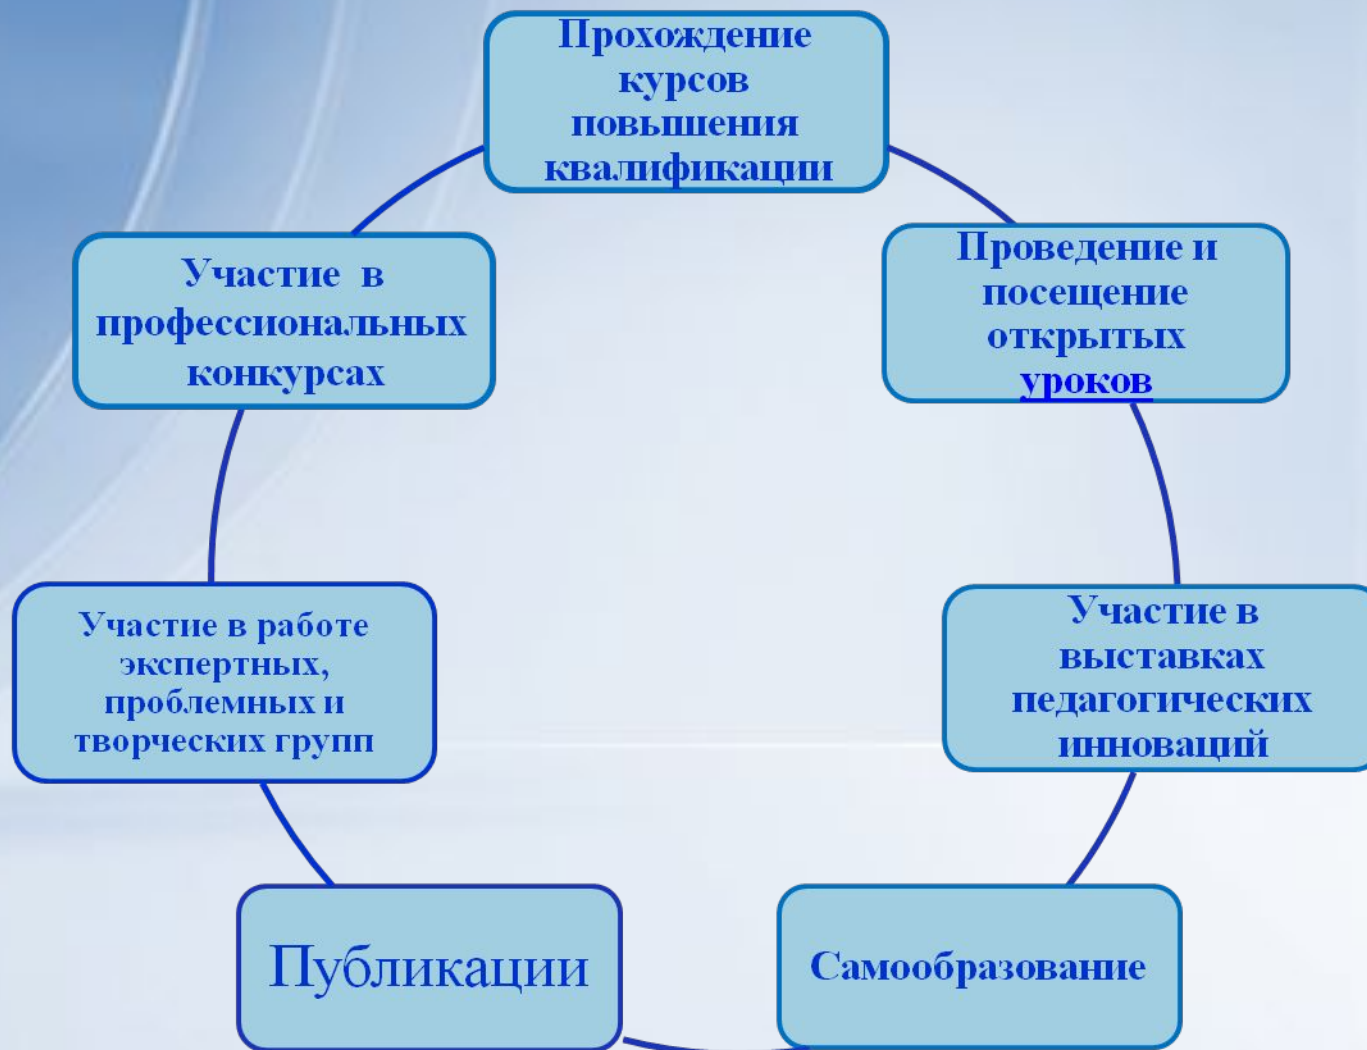 Прохождение
курсов
повышения
квалификации
Участие в
профессиональных
конкурсах
Проведение и
посещение
открытых
уроков
Участие в работе
экспертных,
проблемных и
творческих групп
Участие в
выставках
педагогических
инноваций
Публикации
Самообразование